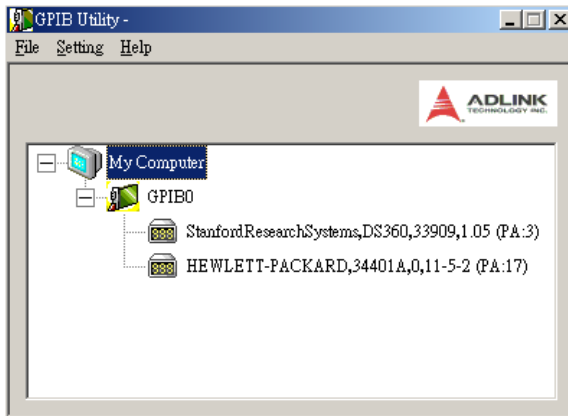 GPIB Utility -
File Setting Help
ADLINK
TECHNOLOGY INC.
My Computer
GPIB0
StanfordResearchSystems,DS360,33909,1.05 (PA:3)
HEWLETT-PACKARD,34401A,0,11-5-2 (PA:17)